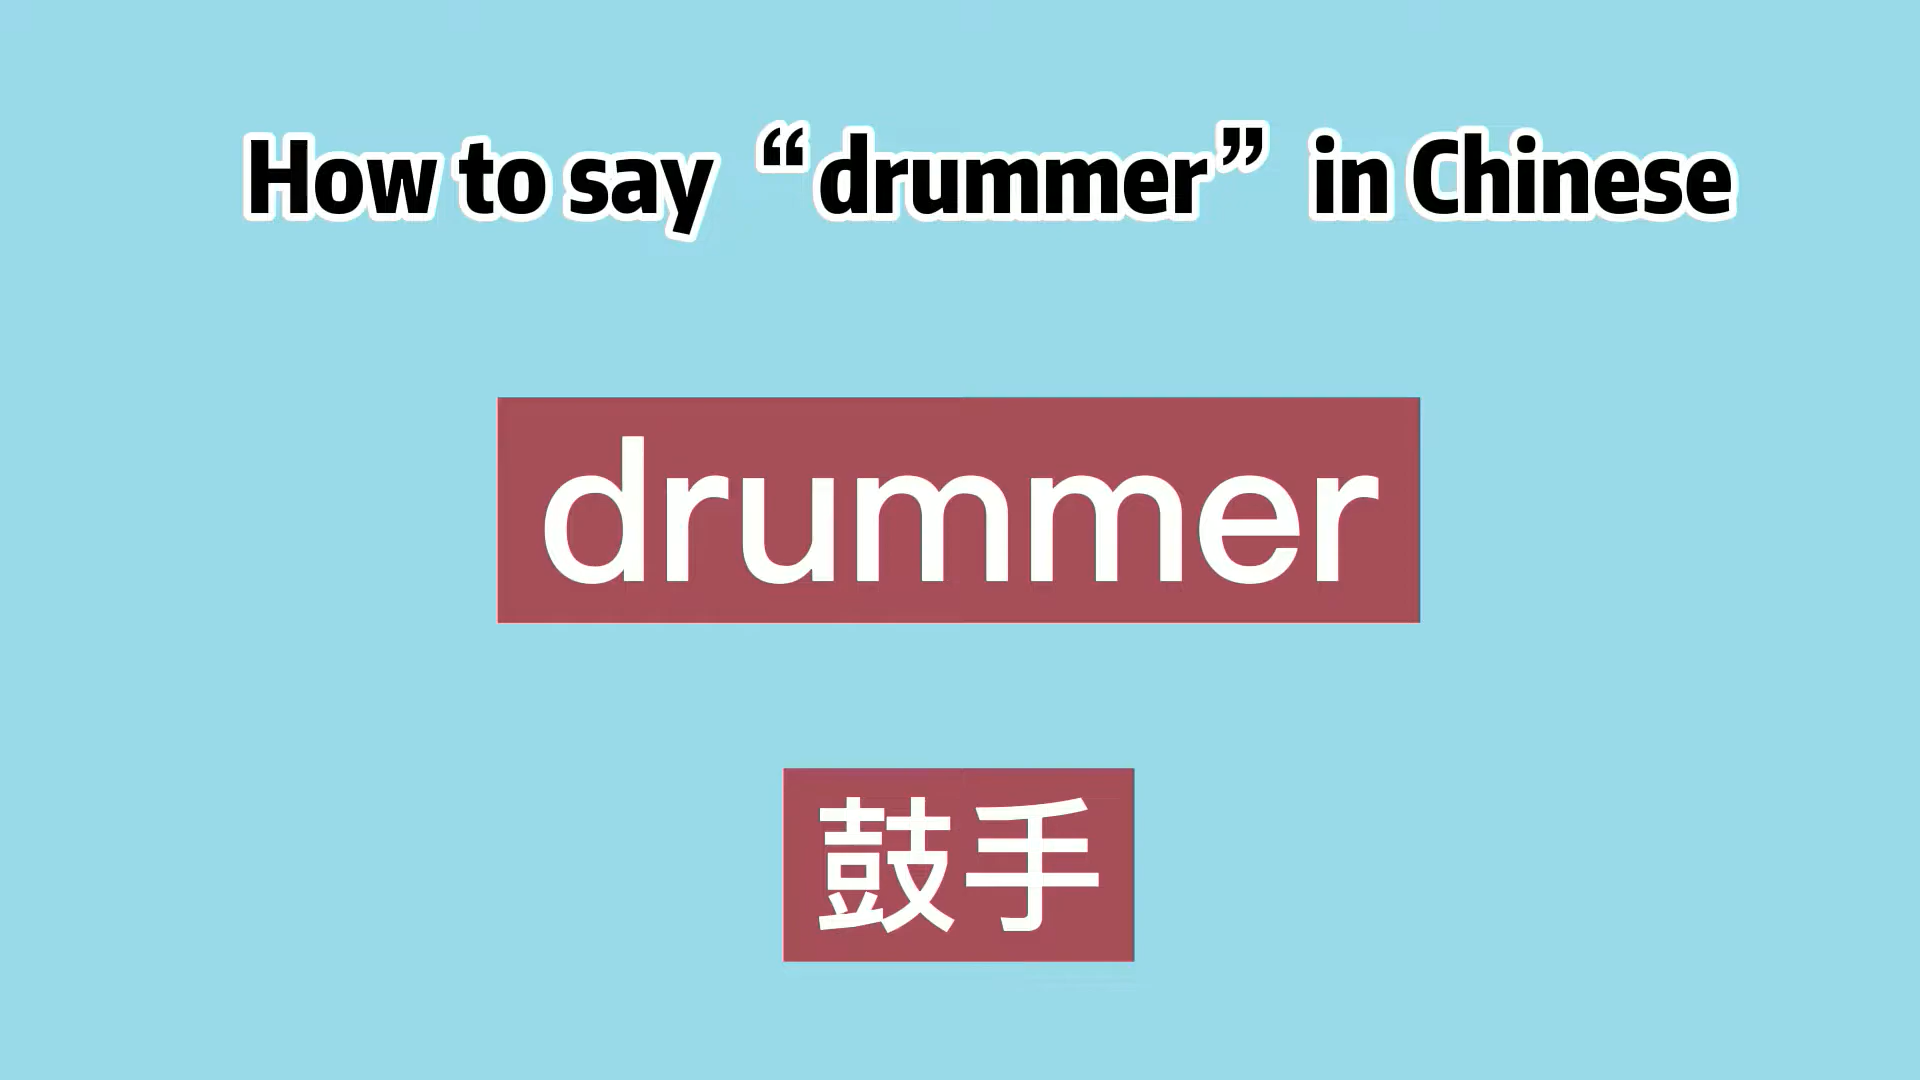 How to say “drummer” in Chinese
drummer
鼓手